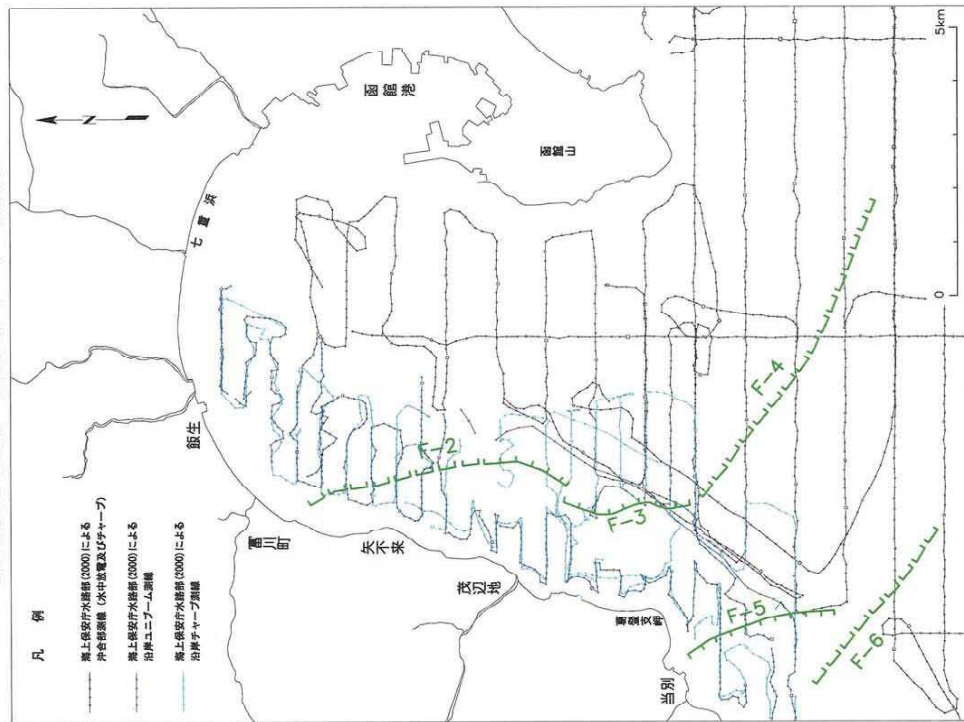 凡 例
海上保安庁水路部(2000)による
沖合部測線（水中放電及びチャープ）
海上保安庁水路部(2000)による
沿岸ユニブーム測線
海上保安庁水路部(2000)による
沿岸チャープ測線
N
七重浜
函館港
函館山
飯生
富川町
矢不来
茂辺地
葛登支岬
当別
F-2
F-3
F-4
F-5
F-6
0
5km